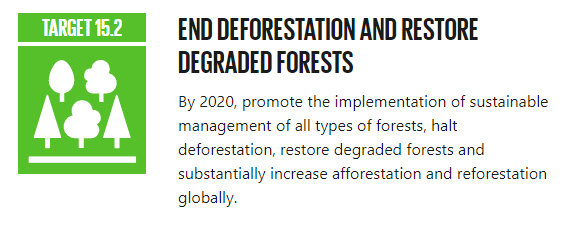 TARGET 15.2
END DEFORESTATION AND RESTORE
DEGRADED FORESTS
By 2020, promote the implementation of sustainable
management of all types of forests, halt
deforestation, restore degraded forests and
substantially increase afforestation and reforestation
globally.